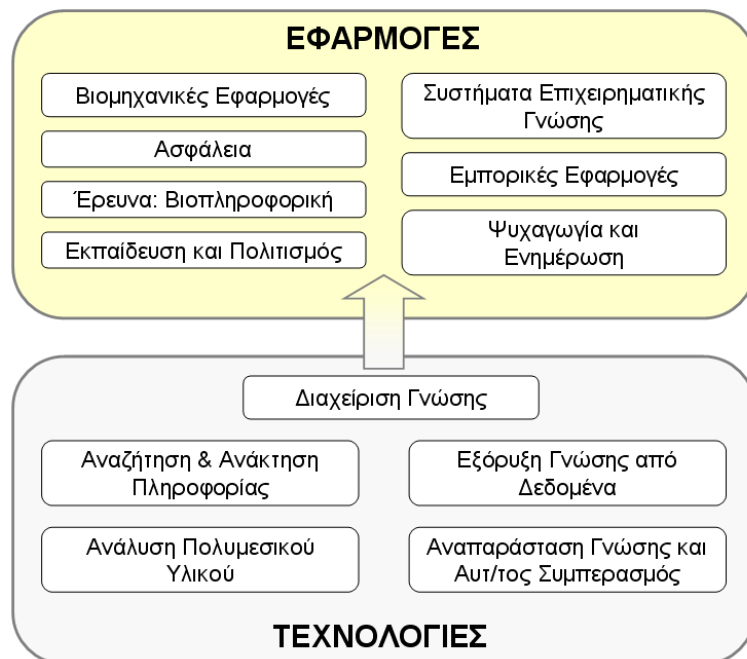 ΕΦΑΡΜΟΓΕΣ
Βιομηχανικές Εφαρμογές
Ασφάλεια
Έρευνα: Βιοπληροφορική
Εκπαίδευση και Πολιτισμός
Συστήματα Επιχειρηματικής
Γνώσης
Εμπορικές Εφαρμογές
Ψυχαγωγία και
Ενημέρωση
Διαχείριση Γνώσης
Αναζήτηση & Ανάκτηση
Πληροφορίας
Εξόρυξη Γνώσης από
Δεδομένα
Ανάλυση Πολυμεσικού
Υλικού
Αναπαράσταση Γνώσης και
Αυτ/τος Συμπερασμός
ΤΕΧΝΟΛΟΓΙΕΣ